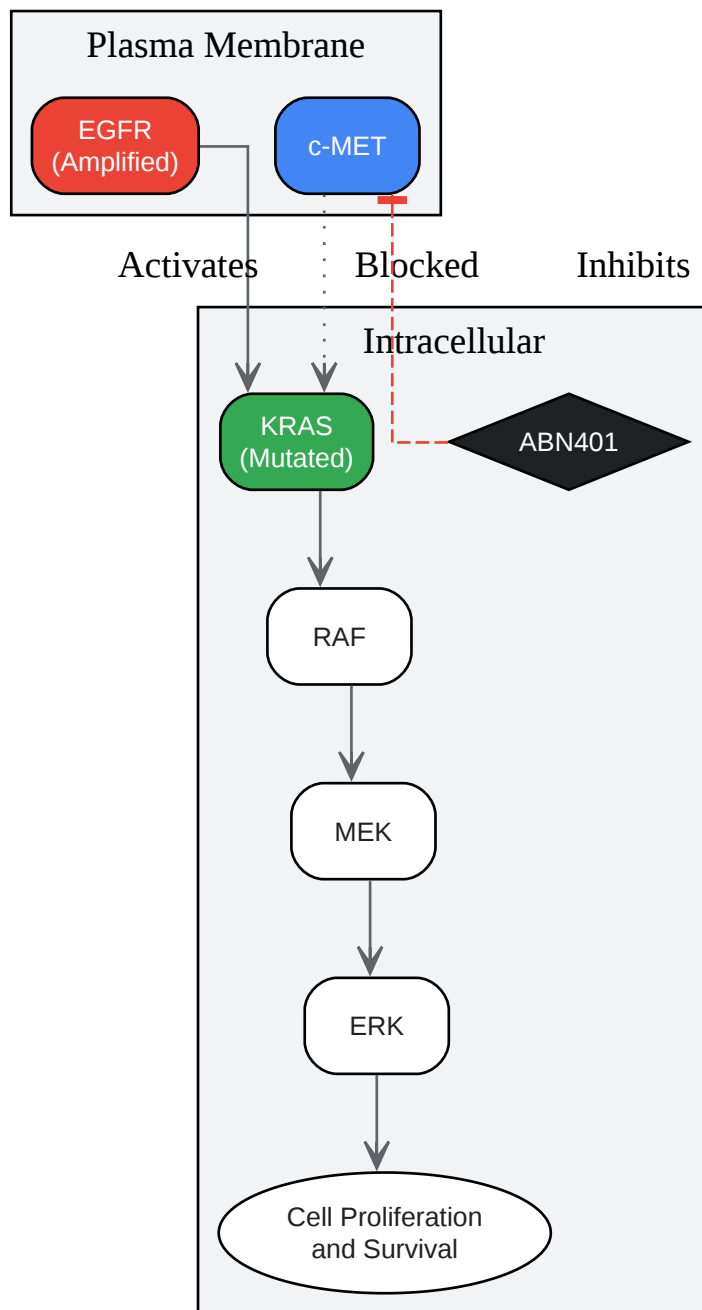 Plasma Membrane
EGFR
(Amplified)
c-MET
Activates
Blocked
Inhibits
Intracellular
KRAS
(Mutated)
ABN401
RAF
MEK
ERK
Cell Proliferation
and Survival